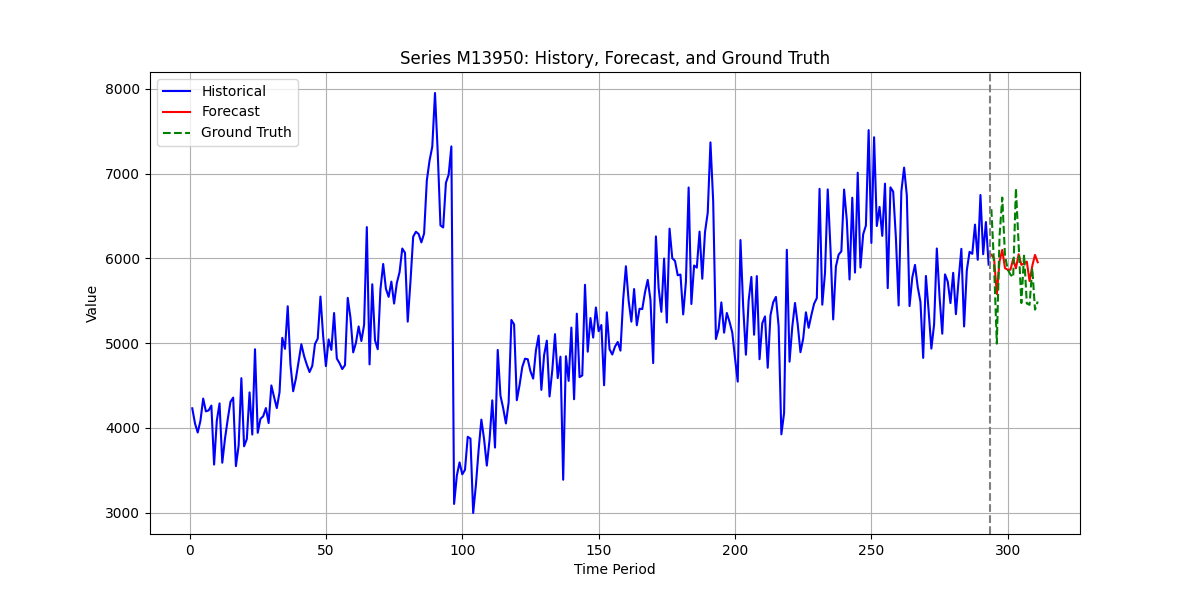 Series M13950: History, Forecast, and Ground Truth
Historical
Forecast
Ground Truth
8000
7000
6000
5000
4000
3000
Value
0 50 100 150 200 250 300
Time Period